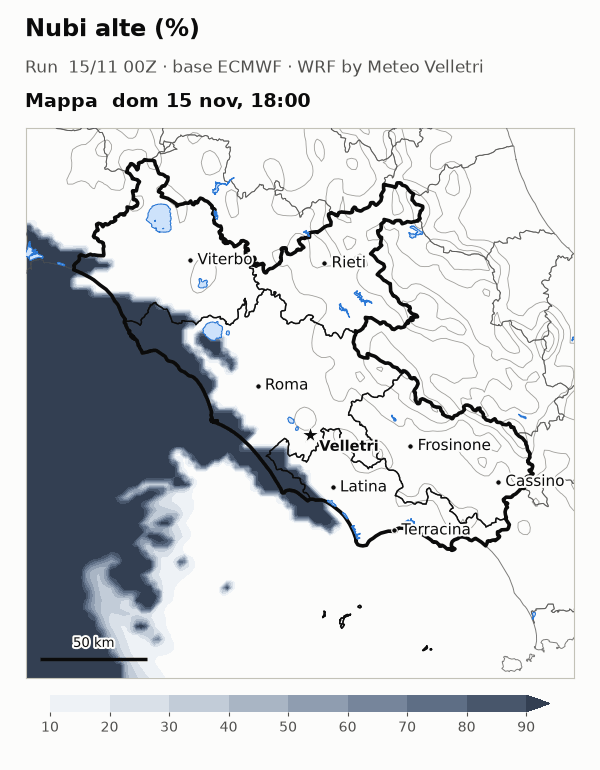 Nubi alte (%)
Run 15/11 00Z · base ECMWF · WRF by Meteo Velletri
Mappa dom 15 nov, 18:00
Viterbo
Rieti
Roma
Velletri
Frosinone
Latina
Cassino
Terracina
50 km
10 20 30 40 50 60 70 80 90